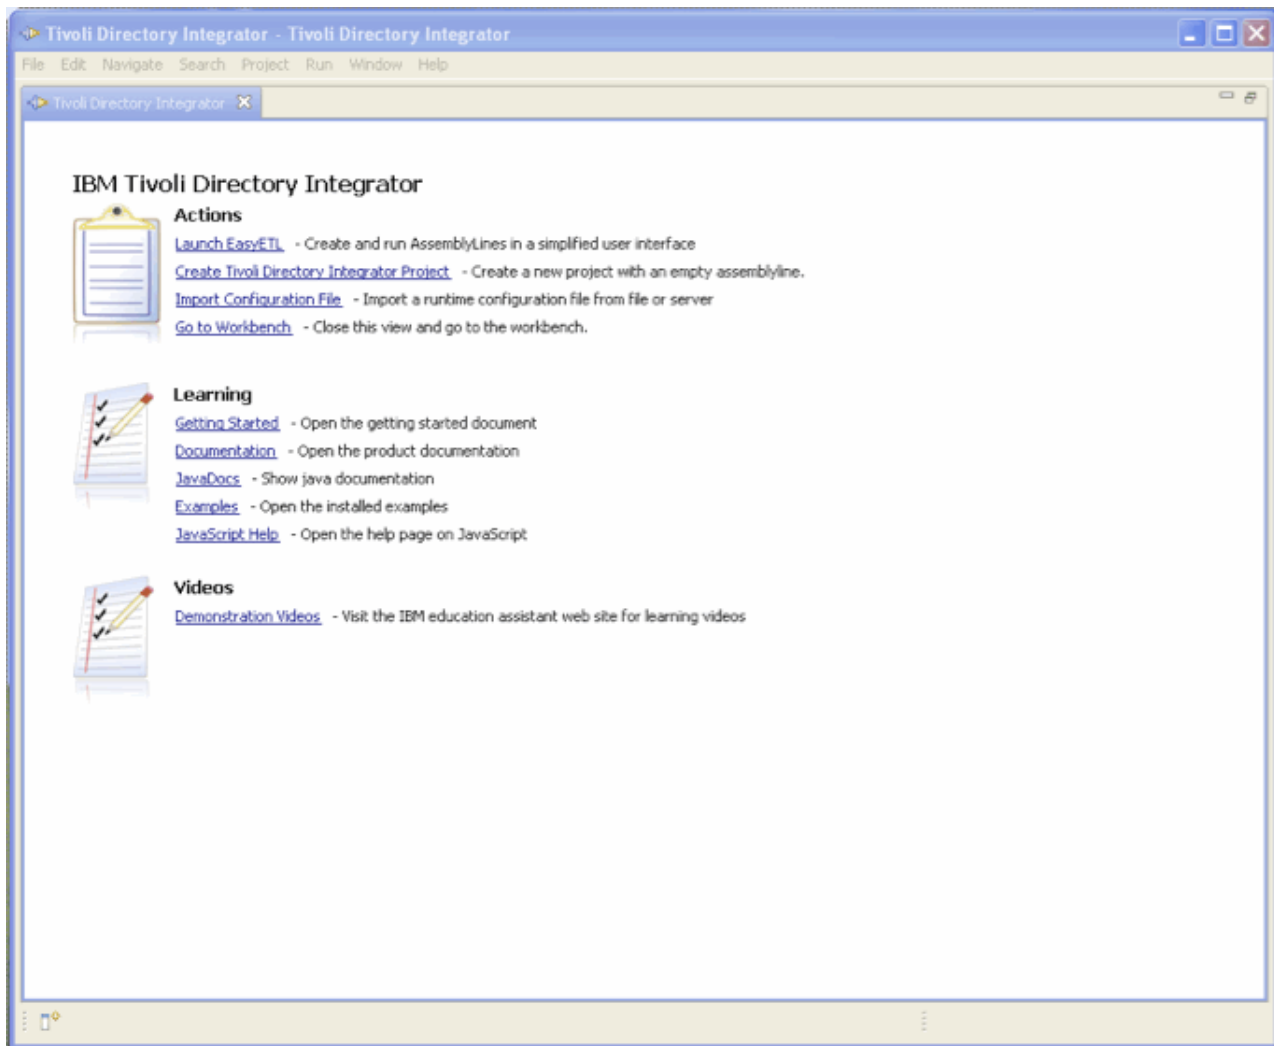 Tivoli Directory Integrator - Tivoli Directory Integrator
File Edit Navigate Search Project Run Window Help
Tivoli Directory Integrator
IBM Tivoli Directory Integrator
Actions
Launch EasyETL - Create and run AssemblyLines in a simplified user interface
Create Tivoli Directory Integrator Project - Create a new project with an empty assemblyline.
Import Configuration File - Import a runtime configuration file from file or server
Go to Workbench - Close this view and go to the workbench.
Learning
Getting Started - Open the getting started document
Documentation - Open the product documentation
JavaDocs - Show java documentation
Examples - Open the installed examples
JavaScript Help - Open the help page on JavaScript
Videos
Demonstration Videos - Visit the IBM education assistant web site for learning videos